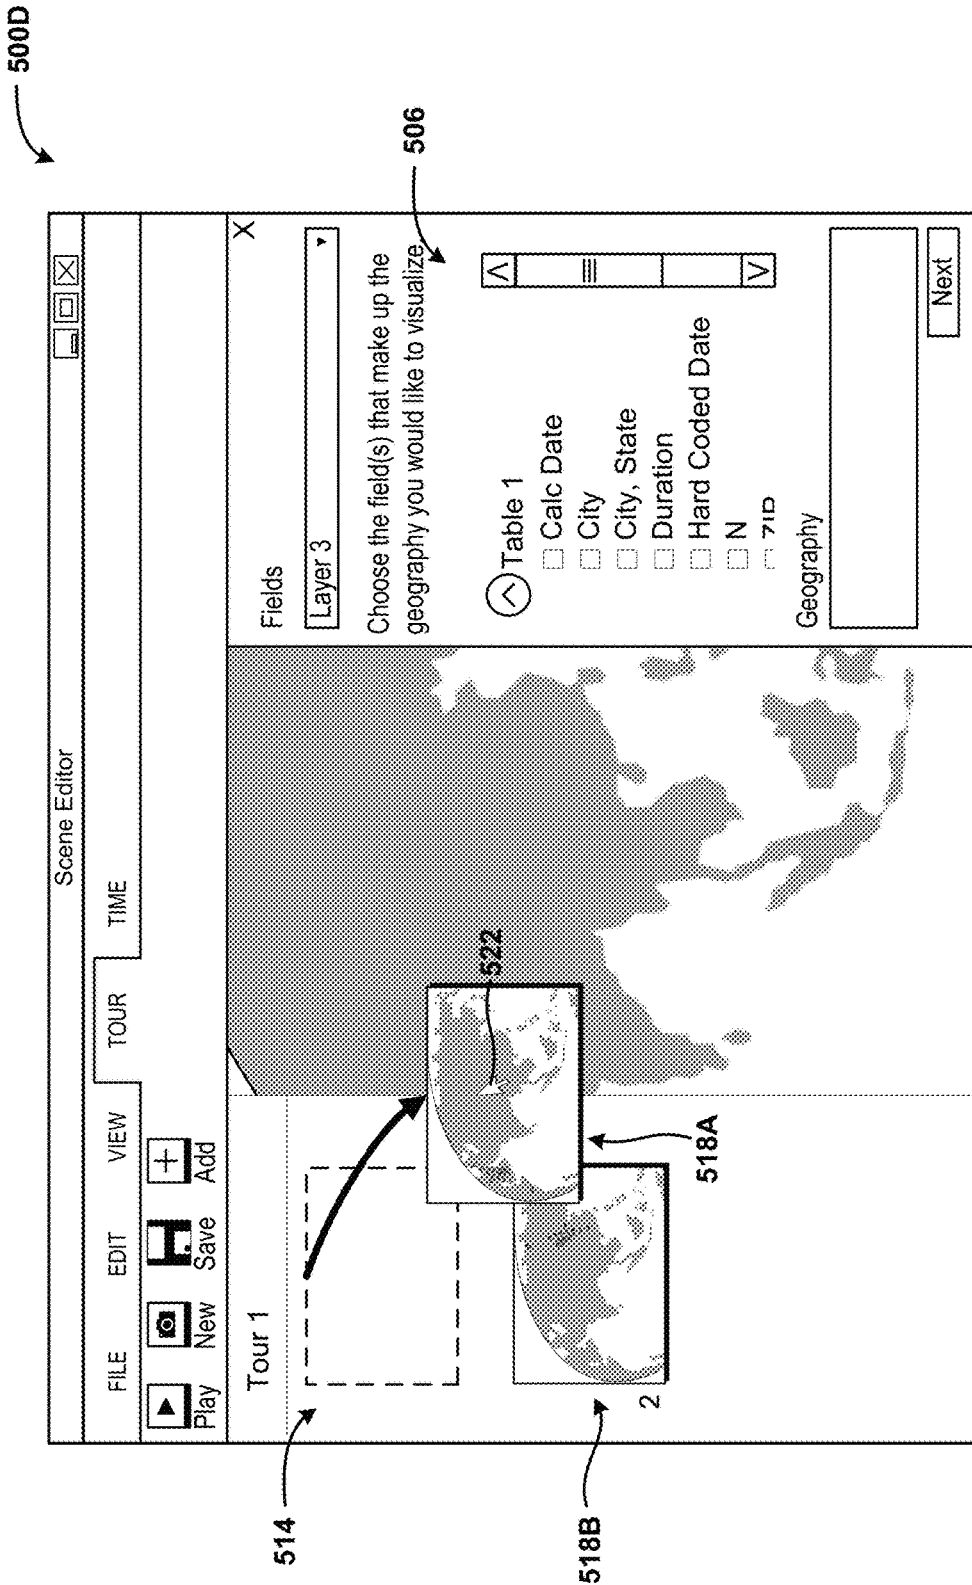 500D
Scene Editor
FILE EDIT VIEW TOUR TIME
Play New Save Add
Tour 1
514
518B
2
518A
522
506
Fields
Layer 3
Choose the field(s) that make up the
geography you would like to visualize.
Table 1
Calc Date
City
City, State
Duration
Hard Coded Date
N
Geography
Next